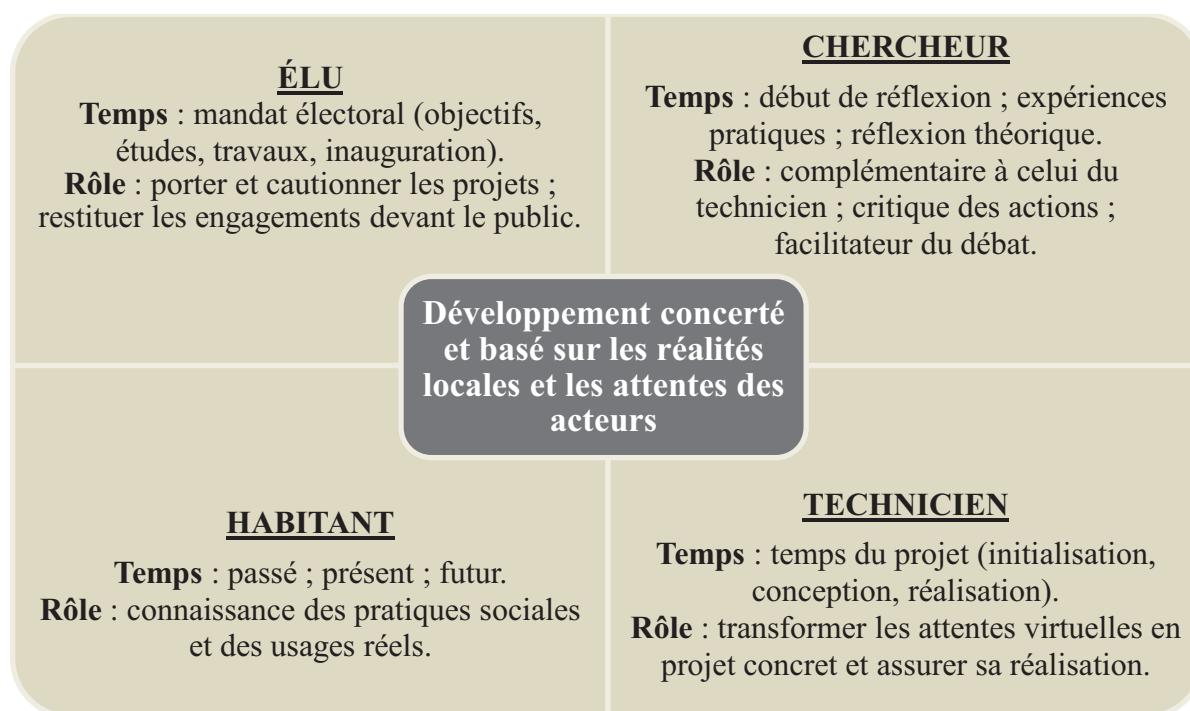 ÉLU
Temps : mandat électoral (objectifs,
études, travaux, inauguration).
Rôle : porter et cautionner les projets ;
restituer les engagements devant le public.
CHERCHEUR
Temps : début de réflexion ; expériences
pratiques ; réflexion théorique.
Rôle : complémentaire à celui du
technicien ; critique des actions ;
facilitateur du débat.
Développement concerté
et basé sur les réalités
locales et les attentes des
acteurs
HABITANT
Temps : passé ; présent ; futur.
Rôle : connaissance des pratiques sociales
et des usages réels.
TECHNICIEN
Temps : temps du projet (initialisation,
conception, réalisation).
Rôle : transformer les attentes virtuelles en
projet concret et assurer sa réalisation.